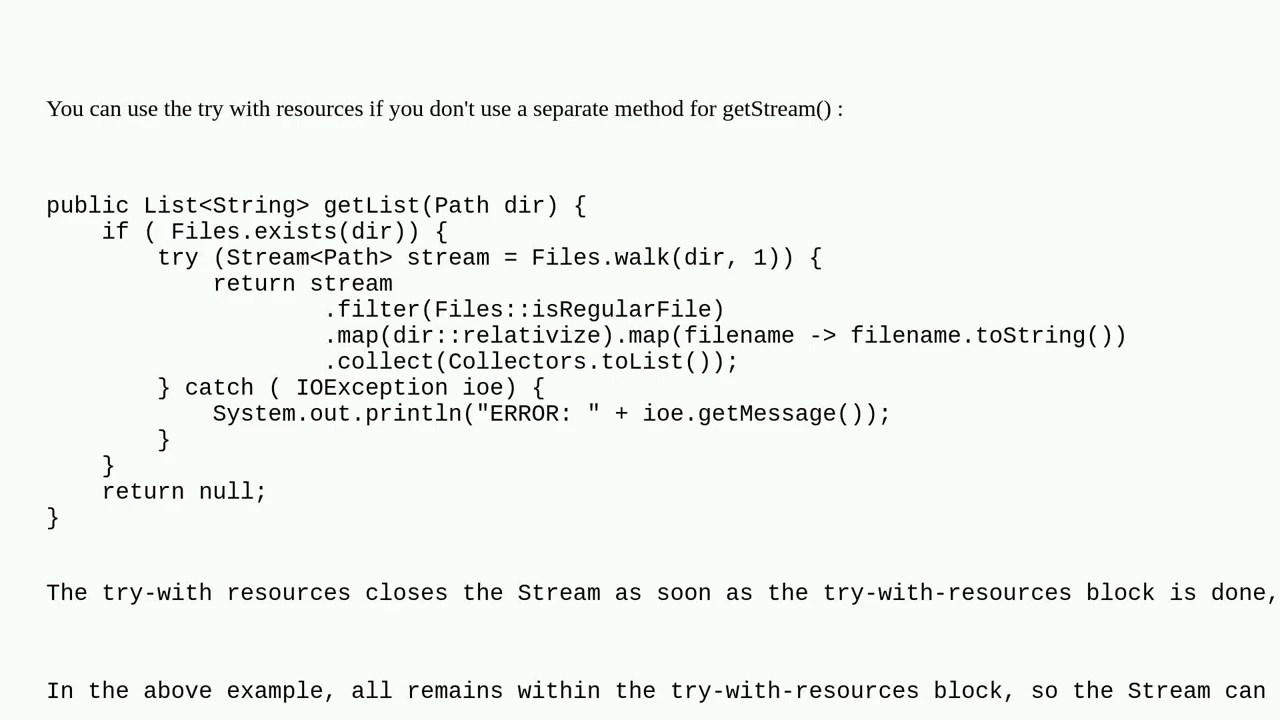 You can use the try with resources if you don't use a separate method for getStream() :
public List<String> getList(Path dir) {
    if ( Files.exists(dir)) {
        try (Stream<Path> stream = Files.walk(dir, 1)) {
            return stream
                    .filter(Files::isRegularFile)
                    .map(dir::relativize).map(filename -> filename.toString())
                    .collect(Collectors.toList());
        } catch ( IOException ioe) {
            System.out.println("ERROR: " + ioe.getMessage());
        }
    }
    return null;
}
The try-with resources closes the Stream as soon as the try-with-resources block is done,
In the above example, all remains within the try-with-resources block, so the Stream can